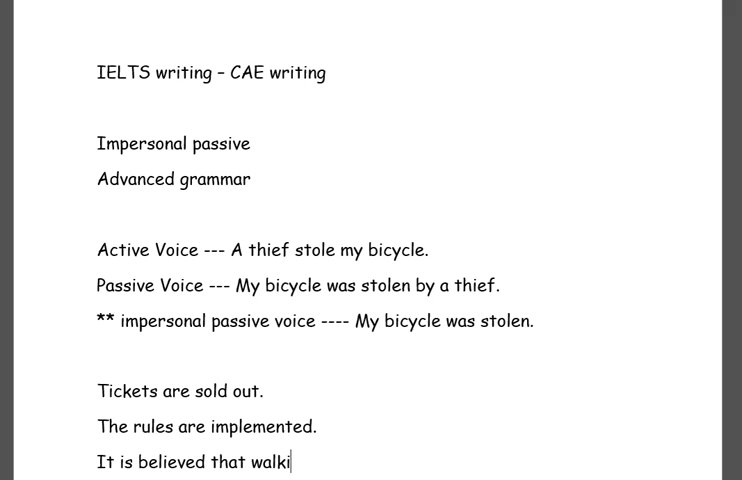 IELTS writing – CAE writing
Impersonal passive
Advanced grammar
Active Voice --- A thief stole my bicycle.
Passive Voice --- My bicycle was stolen by a thief.
** impersonal passive voice ---- My bicycle was stolen.
Tickets are sold out.
The rules are implemented.
It is believed that walki